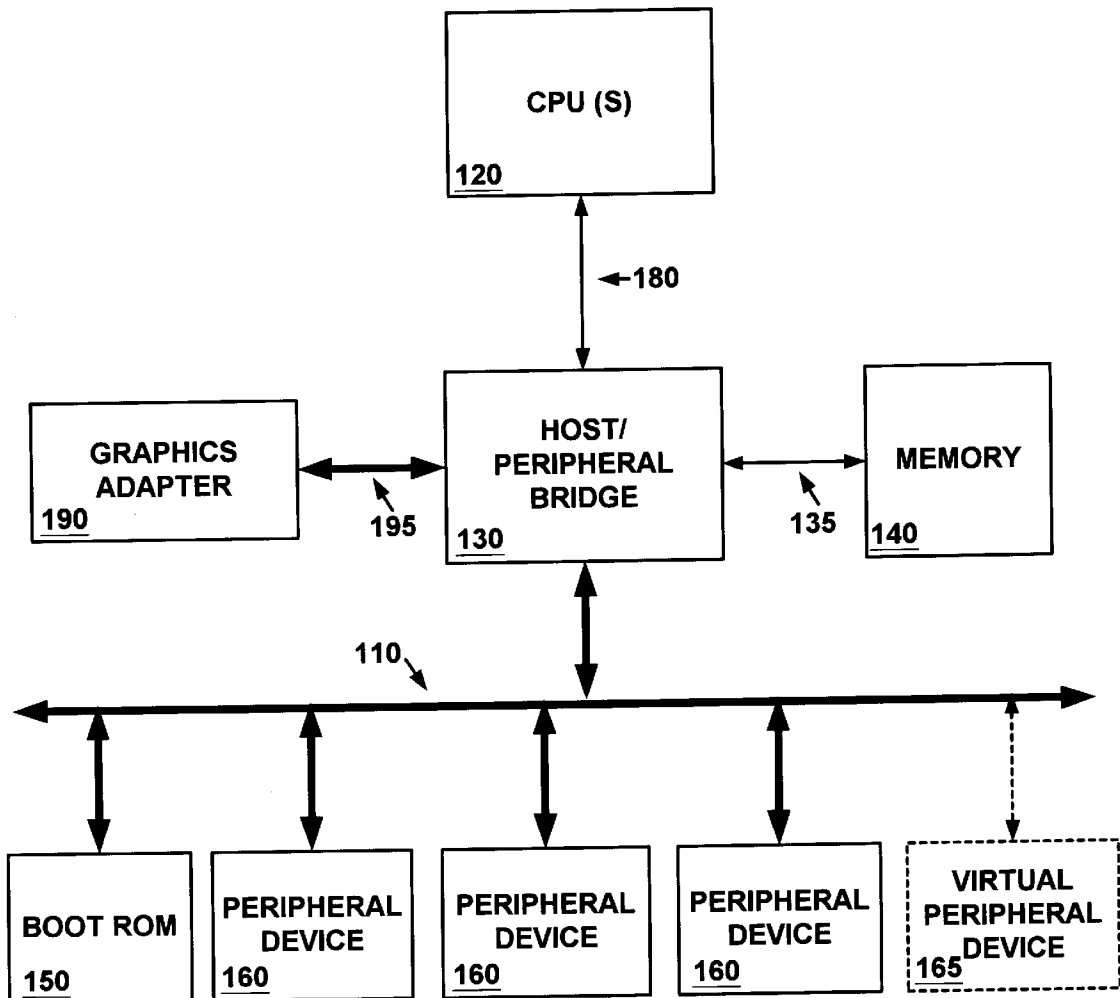 CPU (S)
120
180
GRAPHICS
ADAPTER
190
195
HOST/
PERIPHERAL
BRIDGE
130
135
MEMORY
140
110
BOOT ROM
150
PERIPHERAL
DEVICE
160
PERIPHERAL
DEVICE
160
PERIPHERAL
DEVICE
160
VIRTUAL
PERIPHERAL
DEVICE
165